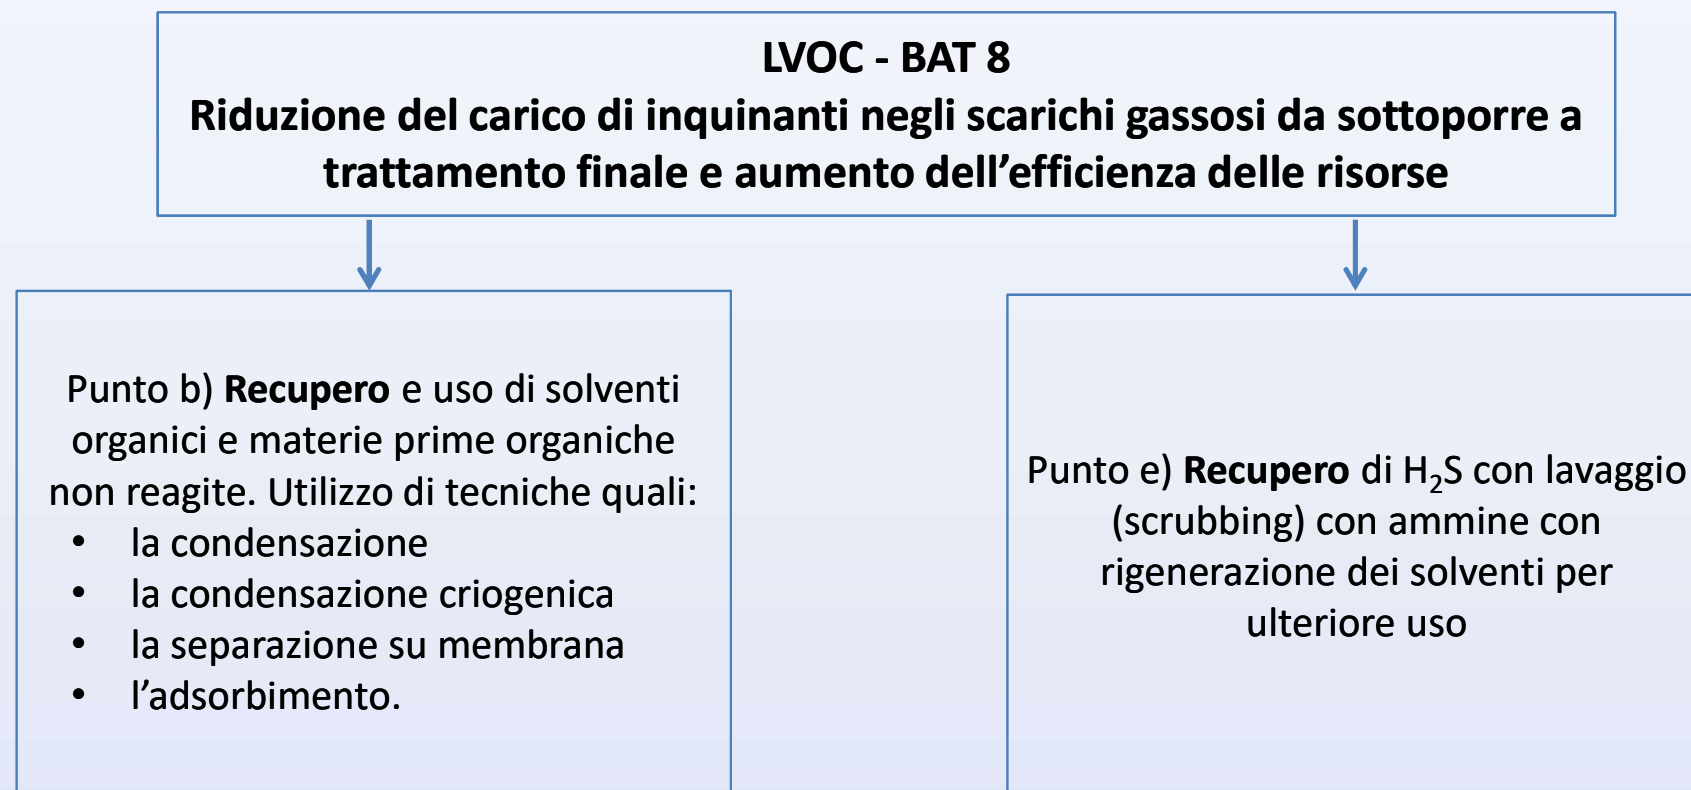 LVOC - BAT 8
Riduzione del carico di inquinanti negli scarichi gassosi da sottoporre a
trattamento finale e aumento dell’efficienza delle risorse
Punto b) Recupero e uso di solventi
organici e materie prime organiche
non reagite. Utilizzo di tecniche quali:
• la condensazione
• la condensazione criogenica
• la separazione su membrana
• l’adsorbimento.
Punto e) Recupero di H₂S con lavaggio
(scrubbing) con ammine con
rigenerazione dei solventi per
ulteriore uso